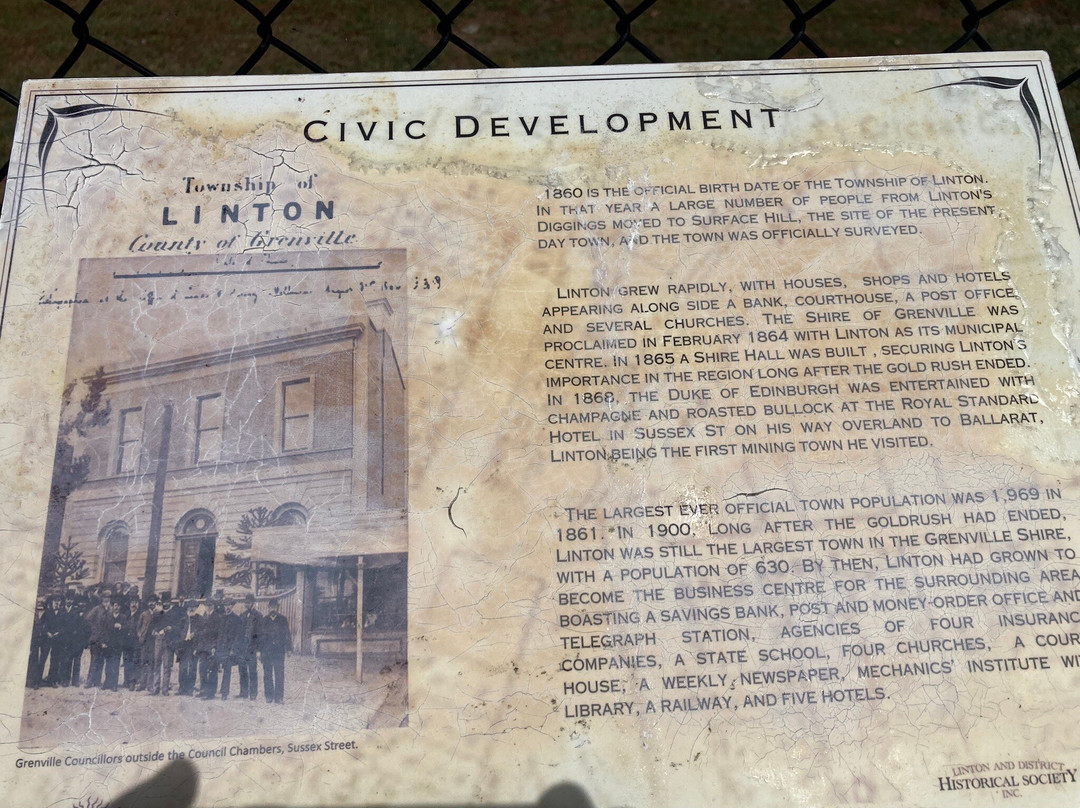 CIVIC DEVELOPMENT
Township of
LINTON
County of Grenville
1860 IS THE OFFICIAL BIRTH DATE OF THE TOWNSHIP OF LINTON.
IN THAT YEAR A LARGE NUMBER OF PEOPLE FROM LINTON'S
DIGGINGS MOVED TO SURFACE HILL, THE SITE OF THE PRESENT
DAY TOWN, AND THE TOWN WAS OFFICIALLY SURVEYED.
LINTON GREW RAPIDLY, WITH HOUSES, SHOPS AND HOTELS
APPEARING ALONG SIDE A BANK, COURTHOUSE, A POST OFFICE
AND SEVERAL CHURCHES. THE SHIRE OF GRENVILLE WAS
PROCLAIMED IN FEBRUARY 1864 WITH LINTON AS ITS MUNICIPAL
CENTRE. IN 1865 A SHIRE HALL WAS BUILT , SECURING LINTON'S
IMPORTANCE IN THE REGION LONG AFTER THE GOLD RUSH ENDED.
IN 1868, THE DUKE OF EDINBURGH WAS ENTERTAINED WITH
CHAMPAGNE AND ROASTED BULLOCK AT THE ROYAL STANDARD
HOTEL IN SUSSEX ST ON HIS WAY OVERLAND TO BALLARAT,
LINTON BEING THE FIRST MINING TOWN HE VISITED.
THE LARGEST EVER OFFICIAL TOWN POPULATION WAS 1,969 IN
1861. IN 1900, LONG AFTER THE GOLDRUSH HAD ENDED,
LINTON WAS STILL THE LARGEST TOWN IN THE GRENVILLE SHIRE,
WITH A POPULATION OF 630. BY THEN, LINTON HAD GROWN TO
BECOME THE BUSINESS CENTRE FOR THE SURROUNDING AREA
BOASTING A SAVINGS BANK, POST AND MONEY-ORDER OFFICE AND
TELEGRAPH STATION, AGENCIES OF FOUR INSURANC
COMPANIES, A STATE SCHOOL, FOUR CHURCHES, A COUR
HOUSE, A WEEKLY NEWSPAPER, MECHANICS' INSTITUTE WI
LIBRARY, A RAILWAY, AND FIVE HOTELS.
Grenville Councillors outside the Council Chambers, Sussex Street.
LINTON AND DISTRICT
HISTORICAL SOCIETY
INC.